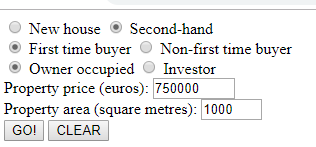 New house Second-hand
First time buyer Non-first time buyer
Owner occupied Investor
Property price (euros): 750000
Property area (square metres): 1000
GO! CLEAR